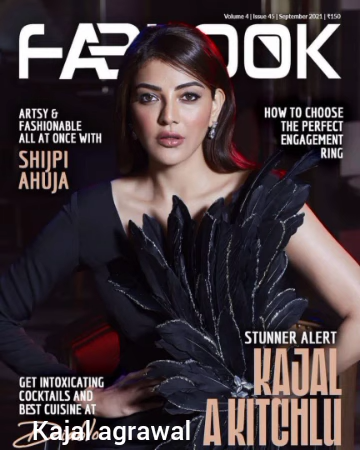 Volume 4 | Issue 45 | September 2021 | ₹150
FABLOOK
ARTSY &
FASHIONABLE
ALL AT ONCE WITH
SHILPI
AHUJA
HOW TO CHOOSE
THE PERFECT
ENGAGEMENT
RING
STUNNER ALERT
KAJAL
A KITCHLU
GET INTOXICATING
COCKTAILS AND
BEST CUISINE AT
Kajal agrawal